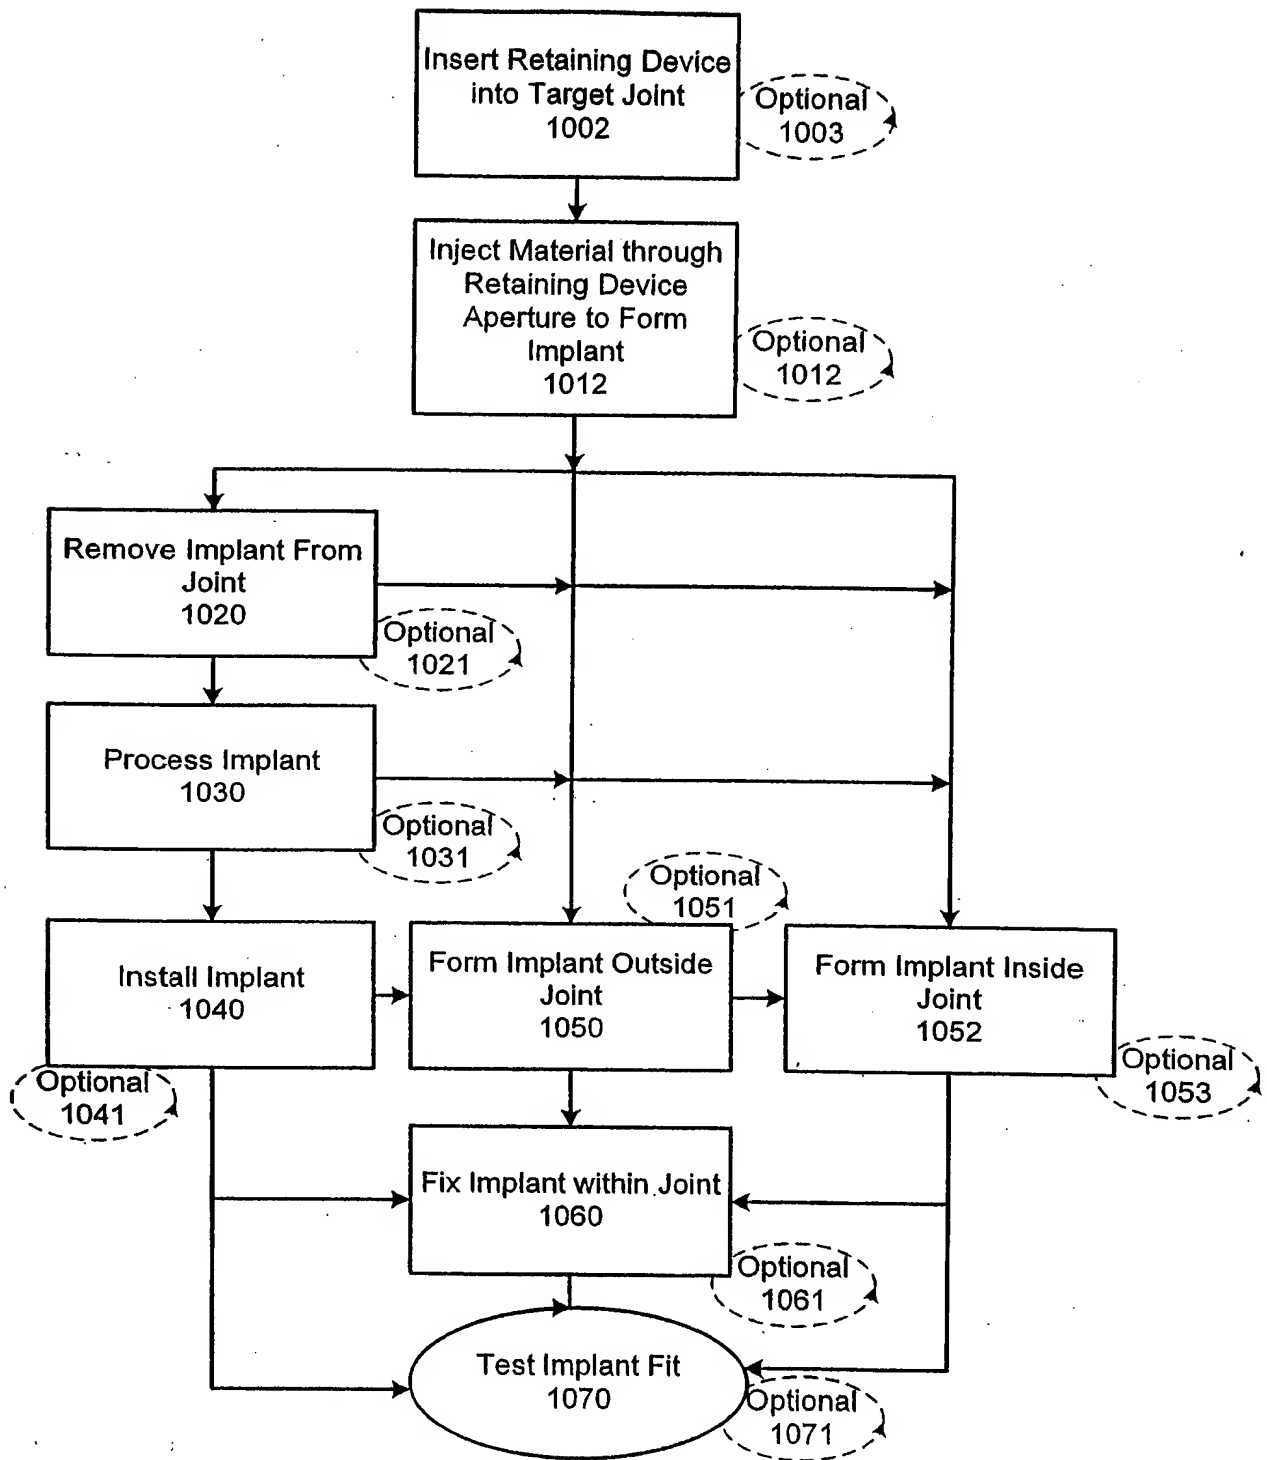 Insert Retaining Device
into Target Joint
1002
Optional
1003
Inject Material through
Retaining Device
Aperture to Form
Implant
1012
Optional
1012
Remove Implant From
Joint
1020
Optional
1021
Process Implant
1030
Optional
1031
Optional
1051
Install Implant
1040
Form Implant Outside
Joint
1050
Form Implant Inside
Joint
1052
Optional
1041
Optional
1053
Fix Implant within Joint
1060
Optional
1061
Test Implant Fit
1070
Optional
1071